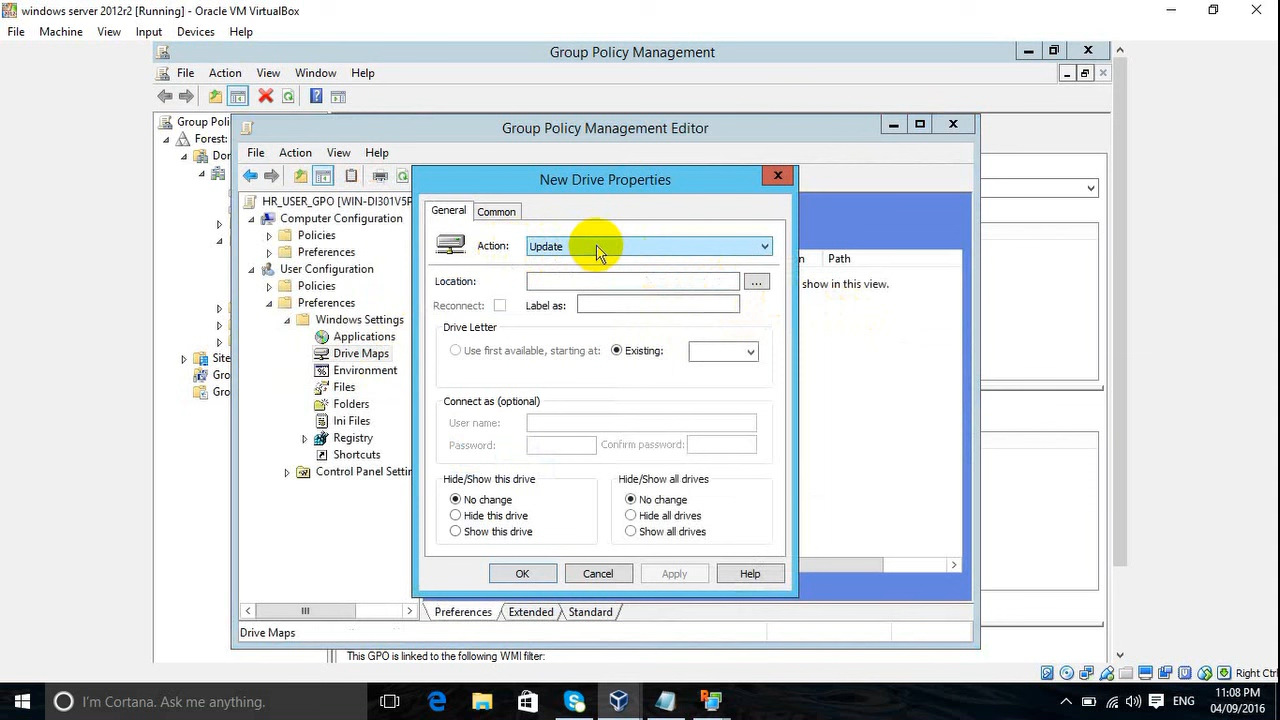 windows server 2012r2 [Running] - Oracle VM VirtualBox
File Machine View Input Devices Help
Group Policy Management
File Action View Window Help
Group Poli
Forest:
Don
Site
Gro
Gro
Group Policy Management Editor
File Action View Help
HR_USER_GPO [WIN-DI301V5P
Computer Configuration
Policies
Preferences
User Configuration
Policies
Preferences
Windows Settings
Applications
Drive Maps
Environment
Files
Folders
Ini Files
Registry
Shortcuts
Control Panel Settin
n Path
show in this view.
New Drive Properties
General Common
Action: Update
Location: ...
Reconnect: Label as:
Drive Letter
Use first available, starting at: Existing:
Connect as (optional)
User name:
Password: Confirm password:
Hide/Show this drive Hide/Show all drives
No change No change
Hide this drive Hide all drives
Show this drive Show all drives
OK Cancel Apply Help
Preferences Extended Standard
Drive Maps
This GPO is linked to the following WMI filter:
Right Ctrl
I'm Cortana. Ask me anything.
ENG
11:08 PM
04/09/2016